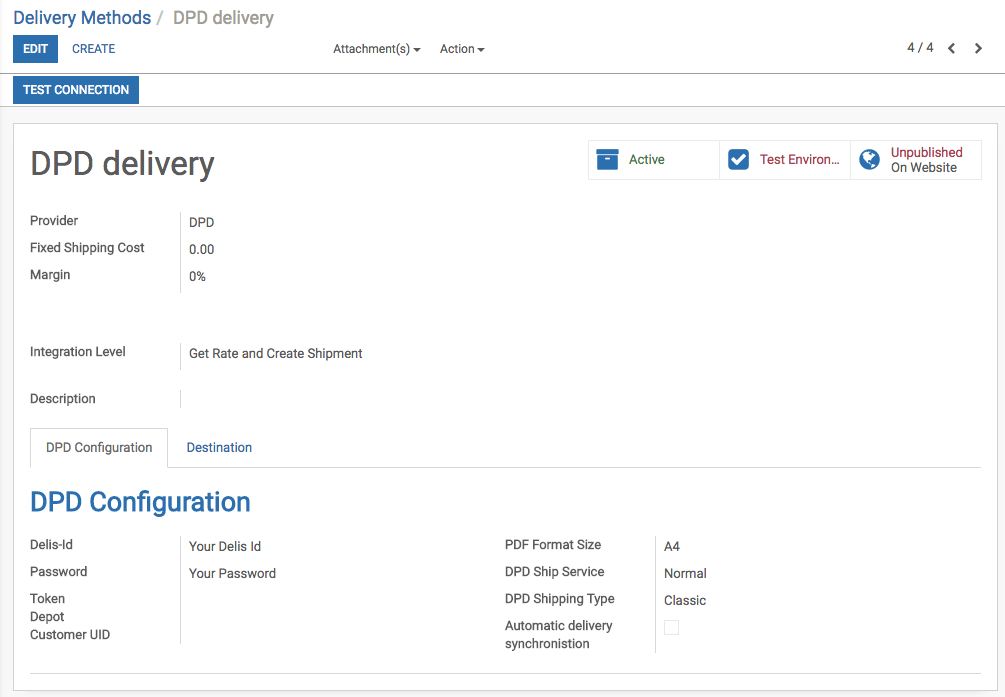 Delivery Methods / DPD delivery
EDIT CREATE Attachment(s) Action 4 / 4
TEST CONNECTION
DPD delivery
Active
Test Environ...
Unpublished
On Website
Provider DPD
Fixed Shipping Cost 0.00
Margin 0%
Integration Level Get Rate and Create Shipment
Description
DPD Configuration Destination
DPD Configuration
Delis-Id Your Delis Id
Password Your Password
Token
Depot
Customer UID
PDF Format Size A4
DPD Ship Service Normal
DPD Shipping Type Classic
Automatic delivery
synchronistion